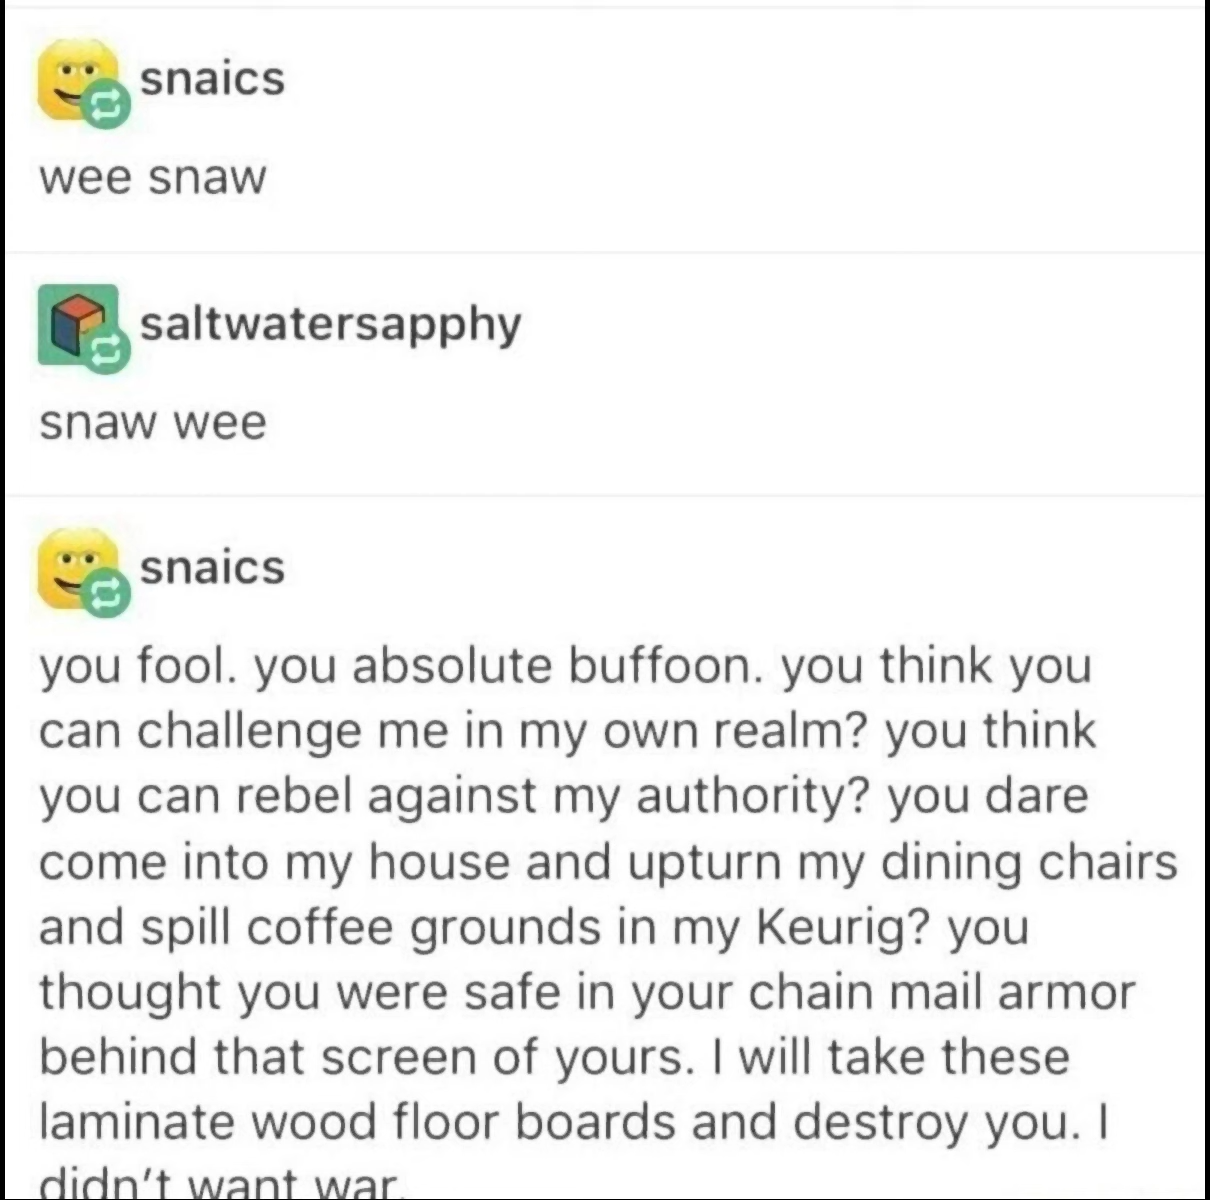 snaics
wee snaw
saltwatersapphy
snaw wee
snaics
you fool. you absolute buffoon. you think you
can challenge me in my own realm? you think
you can rebel against my authority? you dare
come into my house and upturn my dining chairs
and spill coffee grounds in my Keurig? you
thought you were safe in your chain mail armor
behind that screen of yours. I will take these
laminate wood floor boards and destroy you. I
didn't want war.